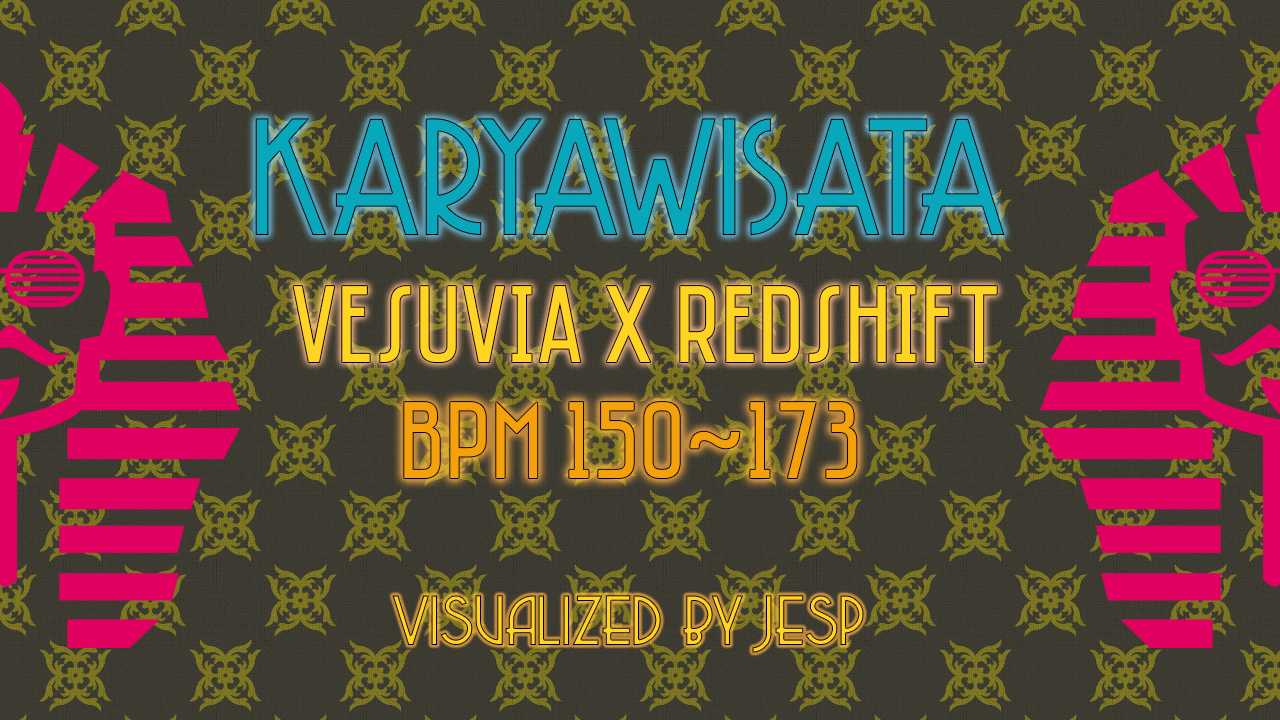 KARYAWISATA
VESUVIA X REDSHIFT
BPM 150~173
VISUALIZED BY JESP